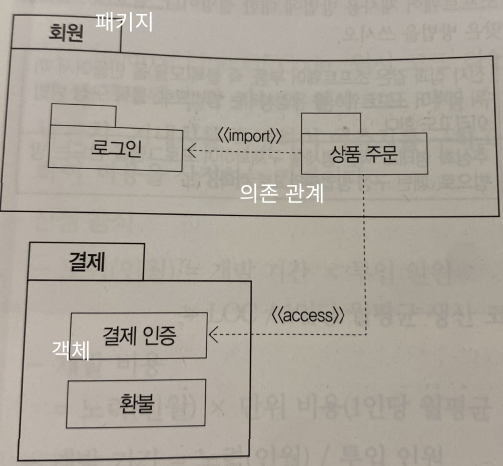 패키지
회원
로그인
《import》
상품 주문
의존 관계
결제
결제 인증
《access》
객체
환불